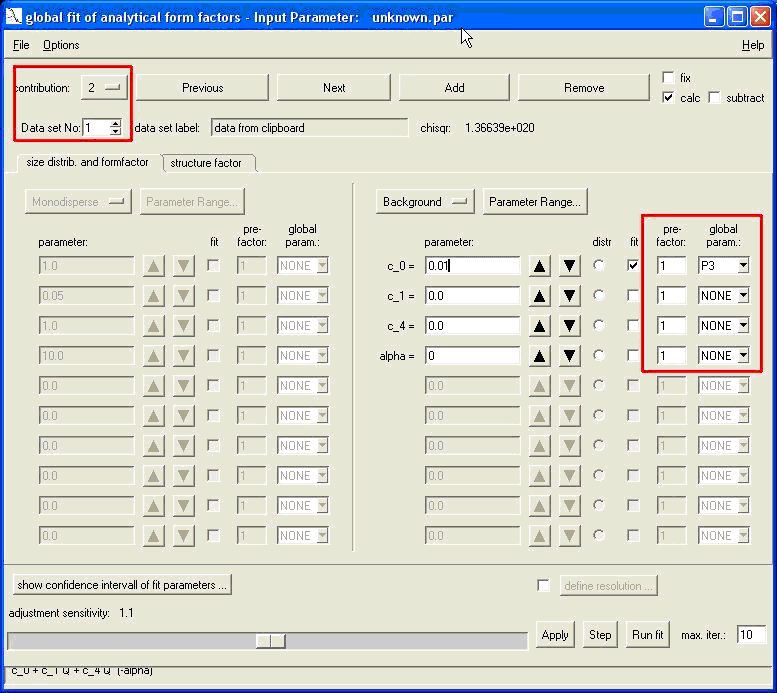 global fit of analytical form factors - Input Parameter: unknown.par
File Options Help
contribution: 2 Previous Next Add Remove fix
calc subtract
Data set No: 1 data set label: data from clipboard chisqr: 1.36639e+020
size distrib. and formfactor structure factor
Monodisperse Parameter Range... Background Parameter Range...
pre- global pre- global
parameter: fit factor: param.: parameter: distr fit factor: param.:
1.0 1 NONE c_0 = 0.01 1 P3
0.05 1 NONE c_1 = 0.0 1 NONE
1.0 1 NONE c_4 = 0.0 1 NONE
10.0 1 NONE alpha = 0 1 NONE
0.0 1 NONE 0.0 1 NONE
0.0 1 NONE 0.0 1 NONE
0.0 1 NONE 0.0 1 NONE
0.0 1 NONE 0.0 1 NONE
0.0 1 NONE 0.0 1 NONE
0.0 1 NONE 0.0 1 NONE
show confidence intervall of fit parameters ... define resolution ...
adjustment sensitivity: 1.1
Apply Step Run fit max. iter.: 10
c_0 + c_1 Q + c_4 Q^(-alpha)